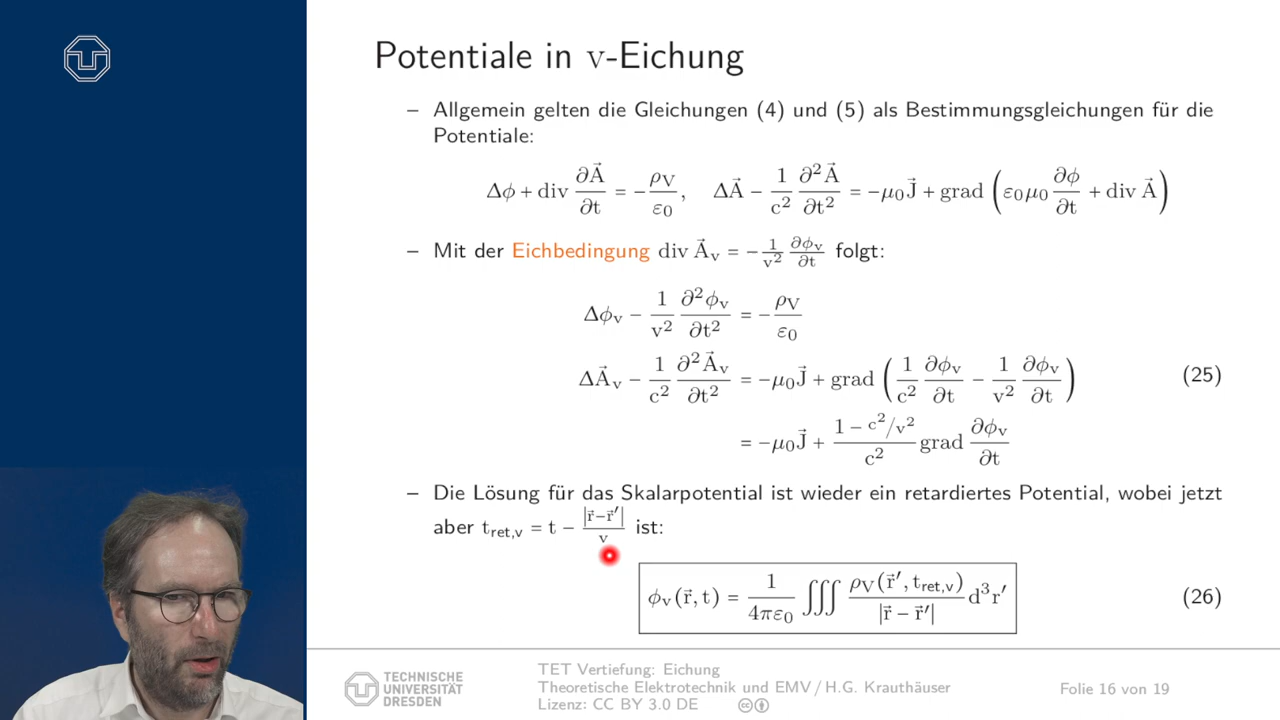 Potentiale in v-Eichung
– Allgemein gelten die Gleichungen (4) und (5) als Bestimmungsgleichungen für die
Potentiale:
Δϕ + div ∂A⃗/∂t = −ρV/ε0, ΔA⃗ − 1/c² ∂²A⃗/∂t² = −μ0J⃗ + grad (ε0μ0 ∂ϕ/∂t + div A⃗)
– Mit der Eichbedingung div A⃗v = −1/v² ∂ϕv/∂t folgt:
Δϕv − 1/v² ∂²ϕv/∂t² = −ρV/ε0
ΔA⃗v − 1/c² ∂²A⃗v/∂t² = −μ0J⃗ + grad (1/c² ∂ϕv/∂t − 1/v² ∂ϕv/∂t) (25)
= −μ0J⃗ + (1 − c²/v²)/c² grad ∂ϕv/∂t
– Die Lösung für das Skalarpotential ist wieder ein retardiertes Potential, wobei jetzt
aber tret,v = t − |r⃗−r⃗′|/v ist:
ϕv(r⃗, t) = 1/4πε0 ∭ ρV(r⃗′, tret,v)/|r⃗ − r⃗′| d³r′ (26)
TECHNISCHE
UNIVERSITÄT
DRESDEN
TET Vertiefung: Eichung
Theoretische Elektrotechnik und EMV / H.G. Krauthäuser
Lizenz: CC BY 3.0 DE
Folie 16 von 19